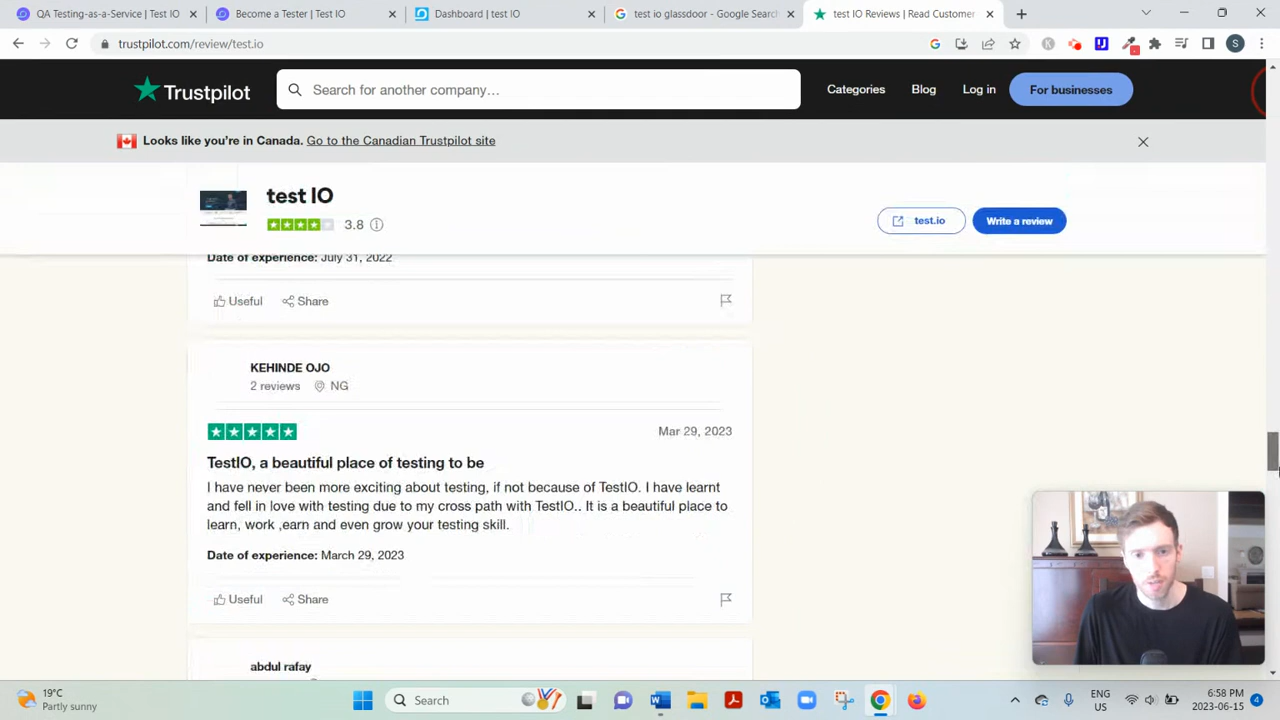 QA Testing-as-a-Service | Test IO
Become a Tester | Test IO
Dashboard | test IO
test io glassdoor - Google Search
test IO Reviews | Read Customer
trustpilot.com/review/test.io
S
Trustpilot
Search for another company...
Categories
Blog
Log in
For businesses
Looks like you're in Canada. Go to the Canadian Trustpilot site
test IO
3.8
test.io
Write a review
Date of experience: July 31, 2022
Useful
Share
KEHINDE OJO
2 reviews
NG
Mar 29, 2023
TestIO, a beautiful place of testing to be
I have never been more exciting about testing, if not because of TestIO. I have learnt
and fell in love with testing due to my cross path with TestIO.. It is a beautiful place to
learn, work ,earn and even grow your testing skill.
Date of experience: March 29, 2023
Useful
Share
abdul rafay
19°C
Partly sunny
Search
ENG
US
6:58 PM
2023-06-15
4